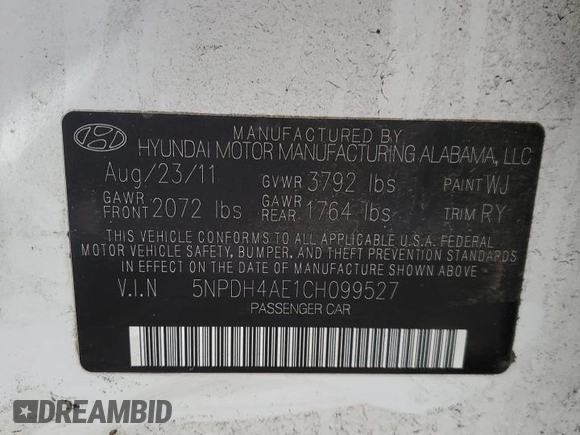 MANUFACTURED BY
HYUNDAI MOTOR MANUFACTURING ALABAMA, LLC
Aug/23/11 GVWR 3792 lbs PAINT WJ
GAWR FRONT 2072 lbs GAWR REAR 1764 lbs TRIM RY
THIS VEHICLE CONFORMS TO ALL APPLICABLE U.S.A. FEDERAL
MOTOR VEHICLE SAFETY, BUMPER, AND THEFT PREVENTION STANDARDS
IN EFFECT ON THE DATE OF MANUFACTURE SHOWN ABOVE.
V.I.N 5NPDH4AE1CH099527
PASSENGER CAR
DREAMBID